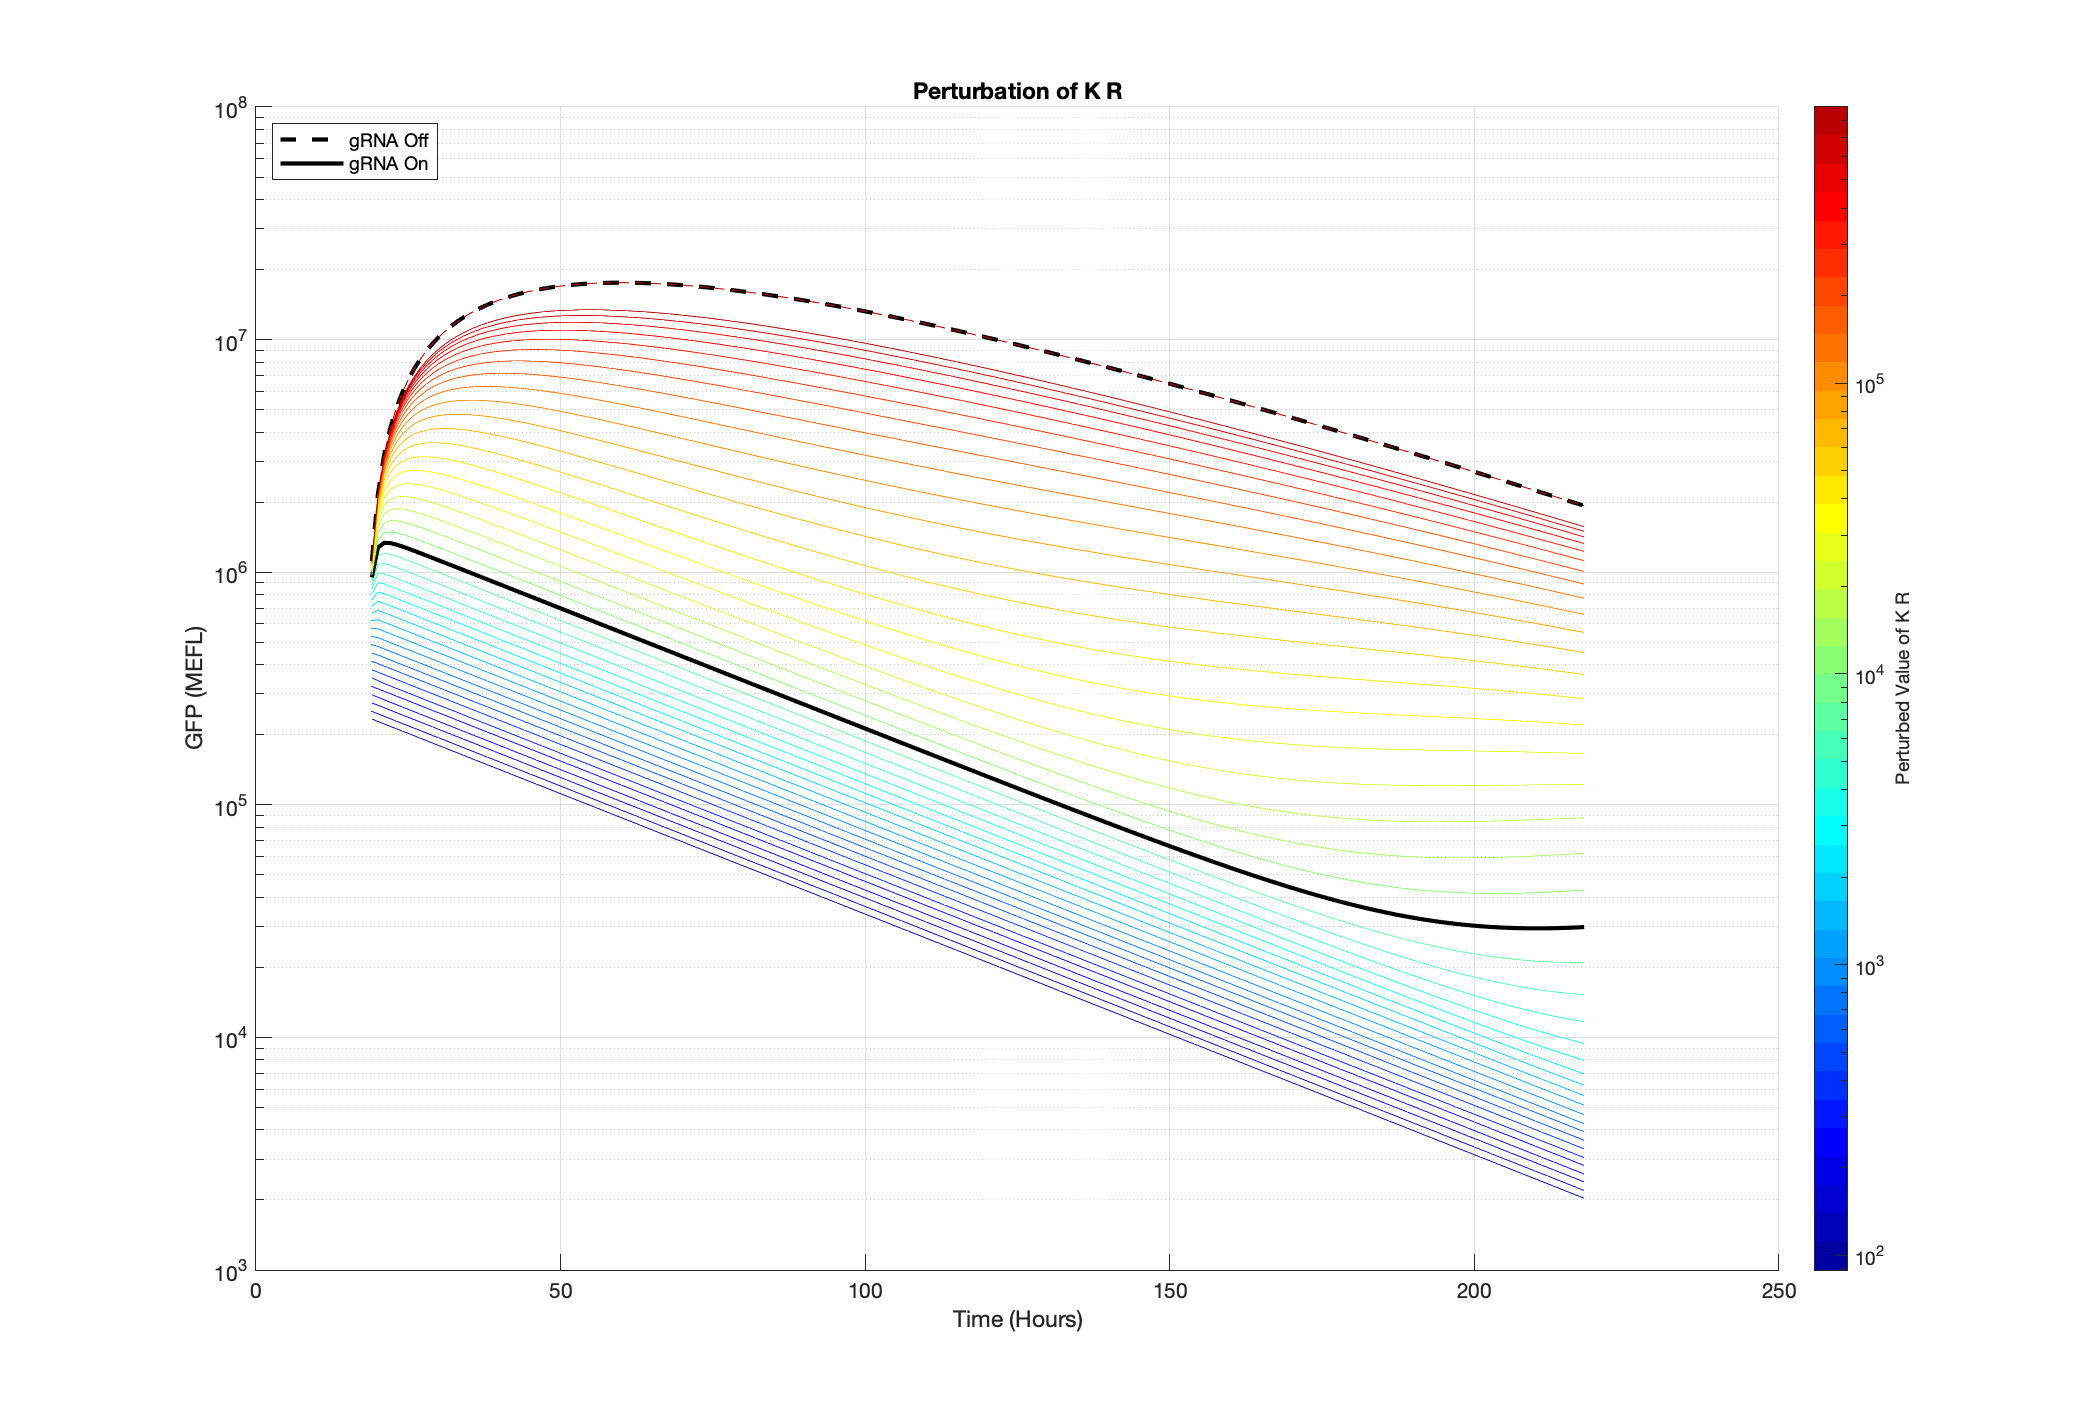 Perturbation of K R
gRNA Off
gRNA On
GFP (MEFL)
10^8
10^7
10^6
10^5
10^4
10^3
0 50 100 150 200 250
Time (Hours)
10^5
10^4
10^3
10^2
Perturbed Value of K R